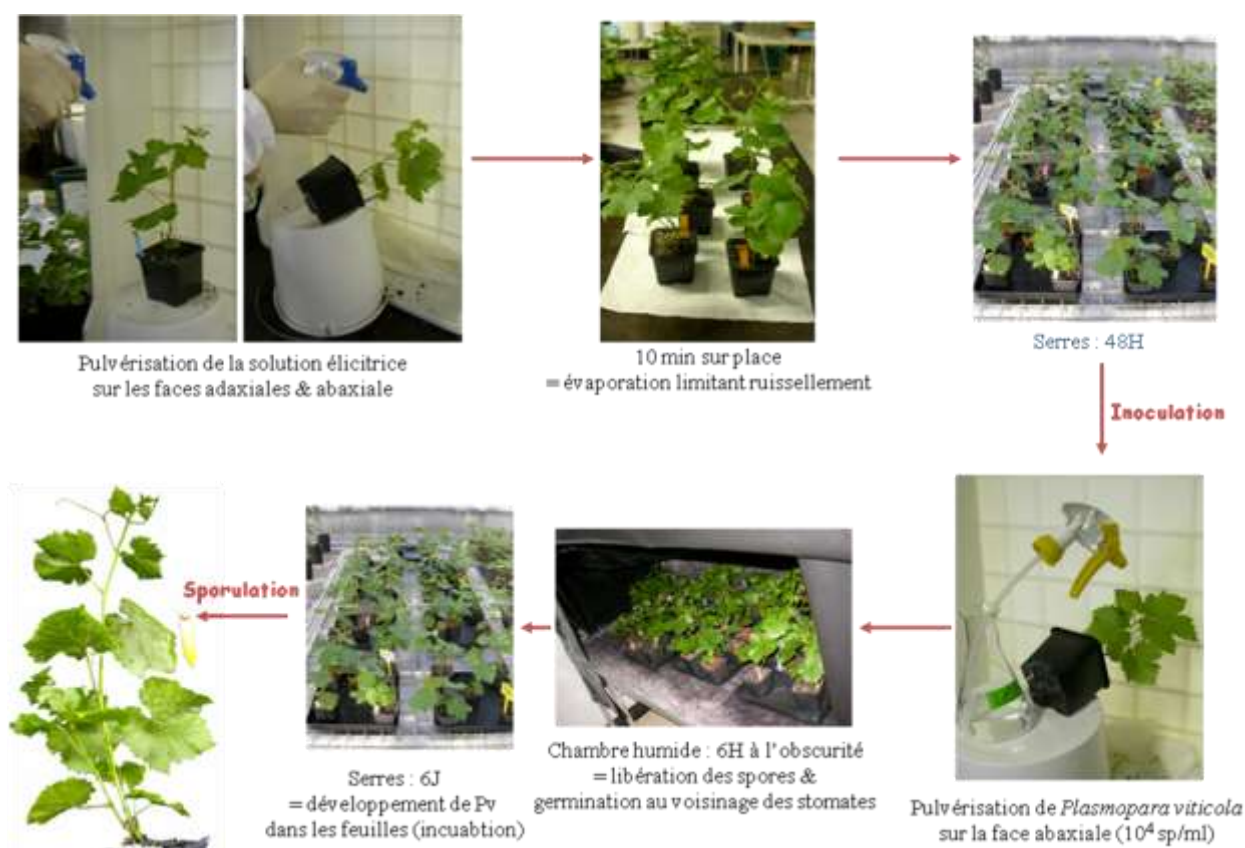 Pulvérisation de la solution élicitrice
sur les faces adaxiales & abaxiale
10 min sur place
= évaporation limitant ruissellement
Serres : 48H
Inoculation
Pulvérisation de Plasmopara viticola
sur la face abaxiale (10⁴ sp/ml)
Chambre humide : 6H à l'obscurité
= libération des spores &
germination au voisinage des stomates
Serres : 6J
= développement de Pv
dans les feuilles (incuabtion)
Sporulation